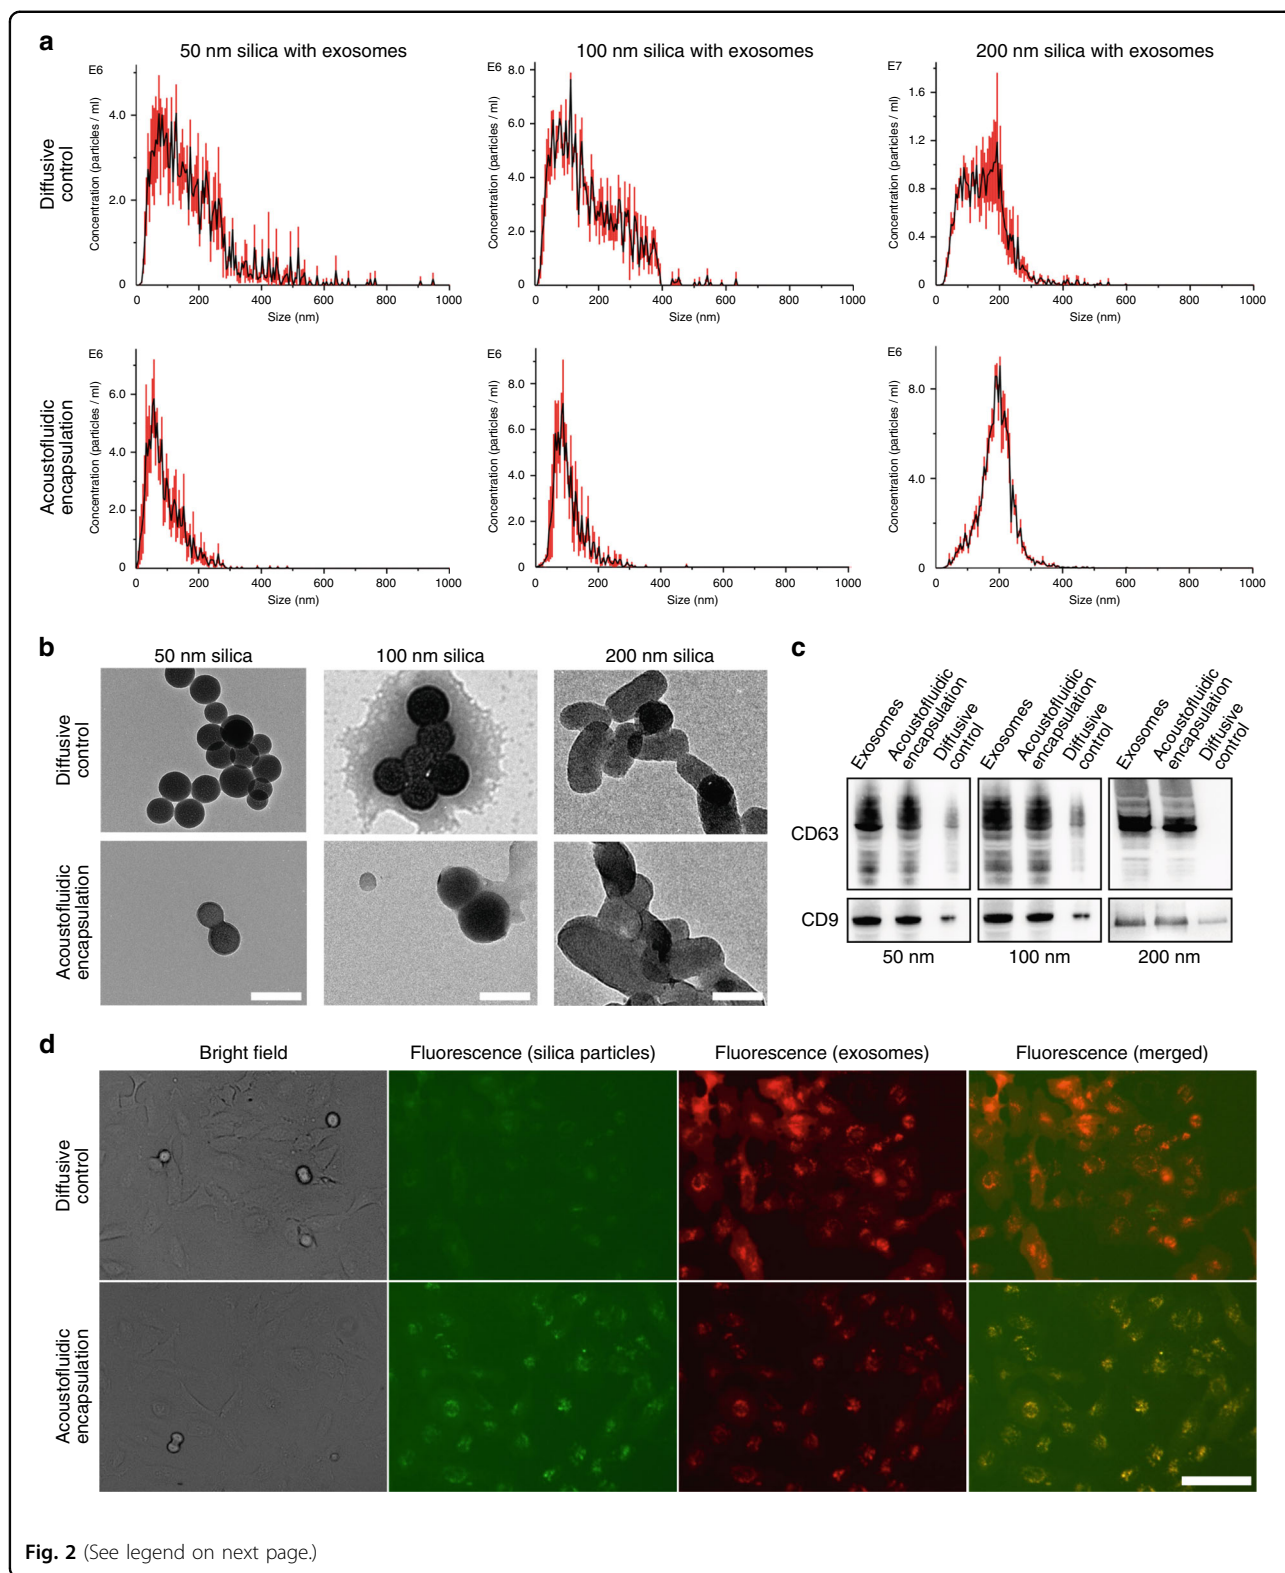 a
50 nm silica with exosomes
100 nm silica with exosomes
200 nm silica with exosomes
Diffusive
control
E6
Concentration (particles / ml)
4.0
2.0
0
0
200
400
600
800
1000
Size (nm)
E6
Concentration (particles / ml)
8.0
6.0
4.0
2.0
0
0
200
400
600
800
1000
Size (nm)
E7
Concentration (particles / ml)
1.6
1.2
0.8
0.4
0
0
200
400
600
800
1000
Size (nm)
Acoustofluidic
encapsulation
E6
Concentration (particles / ml)
6.0
4.0
2.0
0
0
200
400
600
800
1000
Size (nm)
E6
Concentration (particles / ml)
8.0
6.0
4.0
2.0
0
0
200
400
600
800
1000
Size (nm)
E6
Concentration (particles / ml)
8.0
4.0
0
0
200
400
600
800
1000
Size (nm)
b
50 nm silica
100 nm silica
200 nm silica
Diffusive
control
Acoustofluidic
encapsulation
c
Exosomes
Acoustofluidic
encapsulation
Diffusive
control
Exosomes
Acoustofluidic
encapsulation
Diffusive
control
Exosomes
Acoustofluidic
encapsulation
Diffusive
control
CD63
CD9
50 nm
100 nm
200 nm
d
Bright field
Fluorescence (silica particles)
Fluorescence (exosomes)
Fluorescence (merged)
Diffusive
control
Acoustofluidic
encapsulation
Fig. 2 (See legend on next page.)